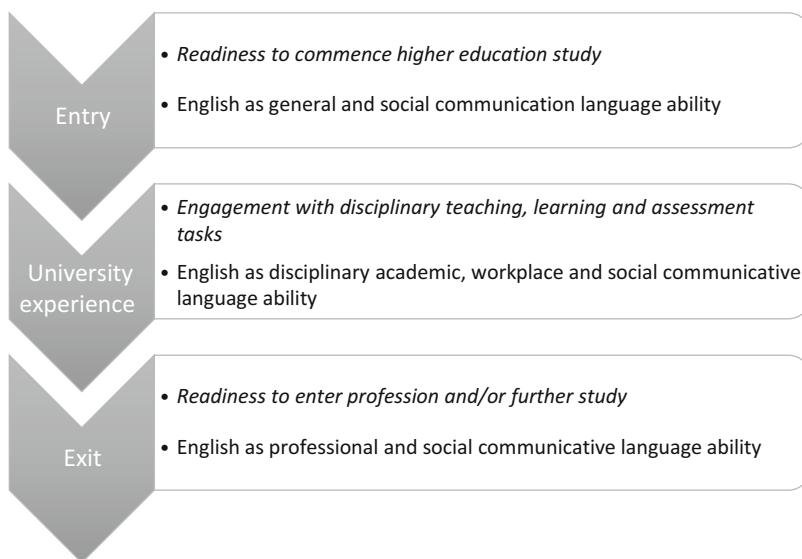 Entry
• Readiness to commence higher education study
• English as general and social communication language ability
University
experience
• Engagement with disciplinary teaching, learning and assessment
tasks
• English as disciplinary academic, workplace and social communicative
language ability
Exit
• Readiness to enter profession and/or further study
• English as professional and social communicative language ability